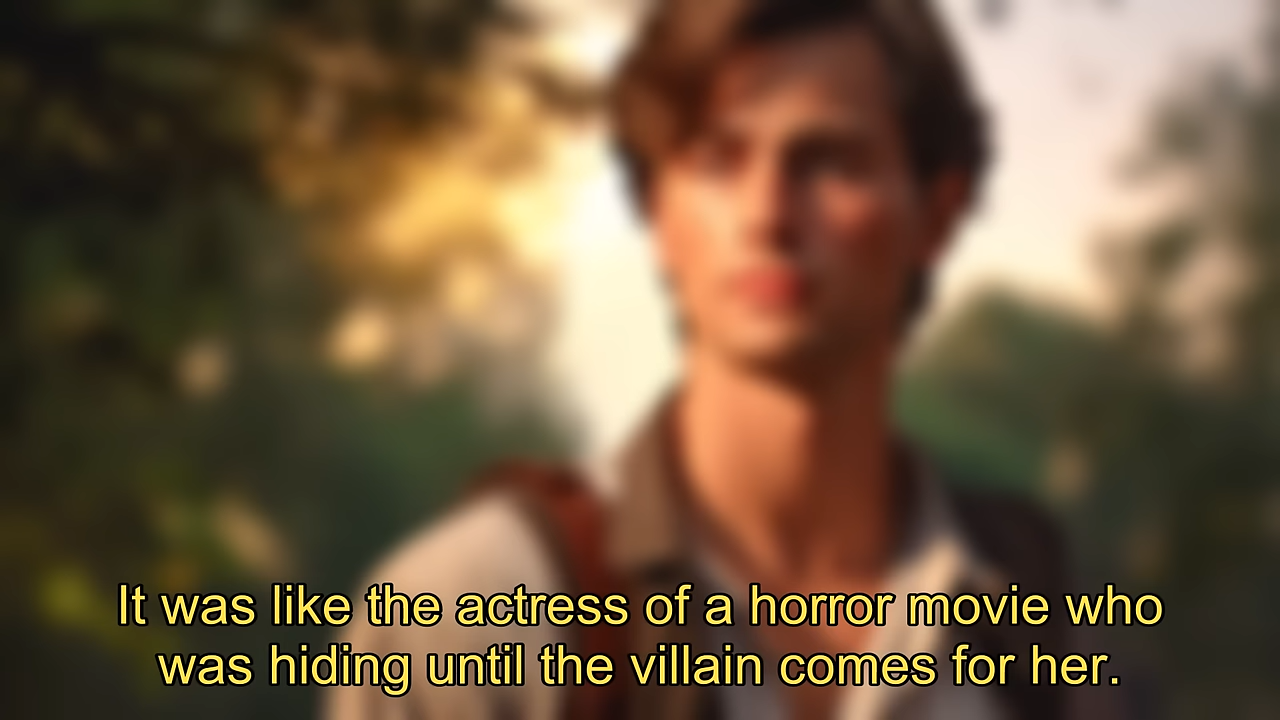 It was like the actress of a horror movie who
was hiding until the villain comes for her.